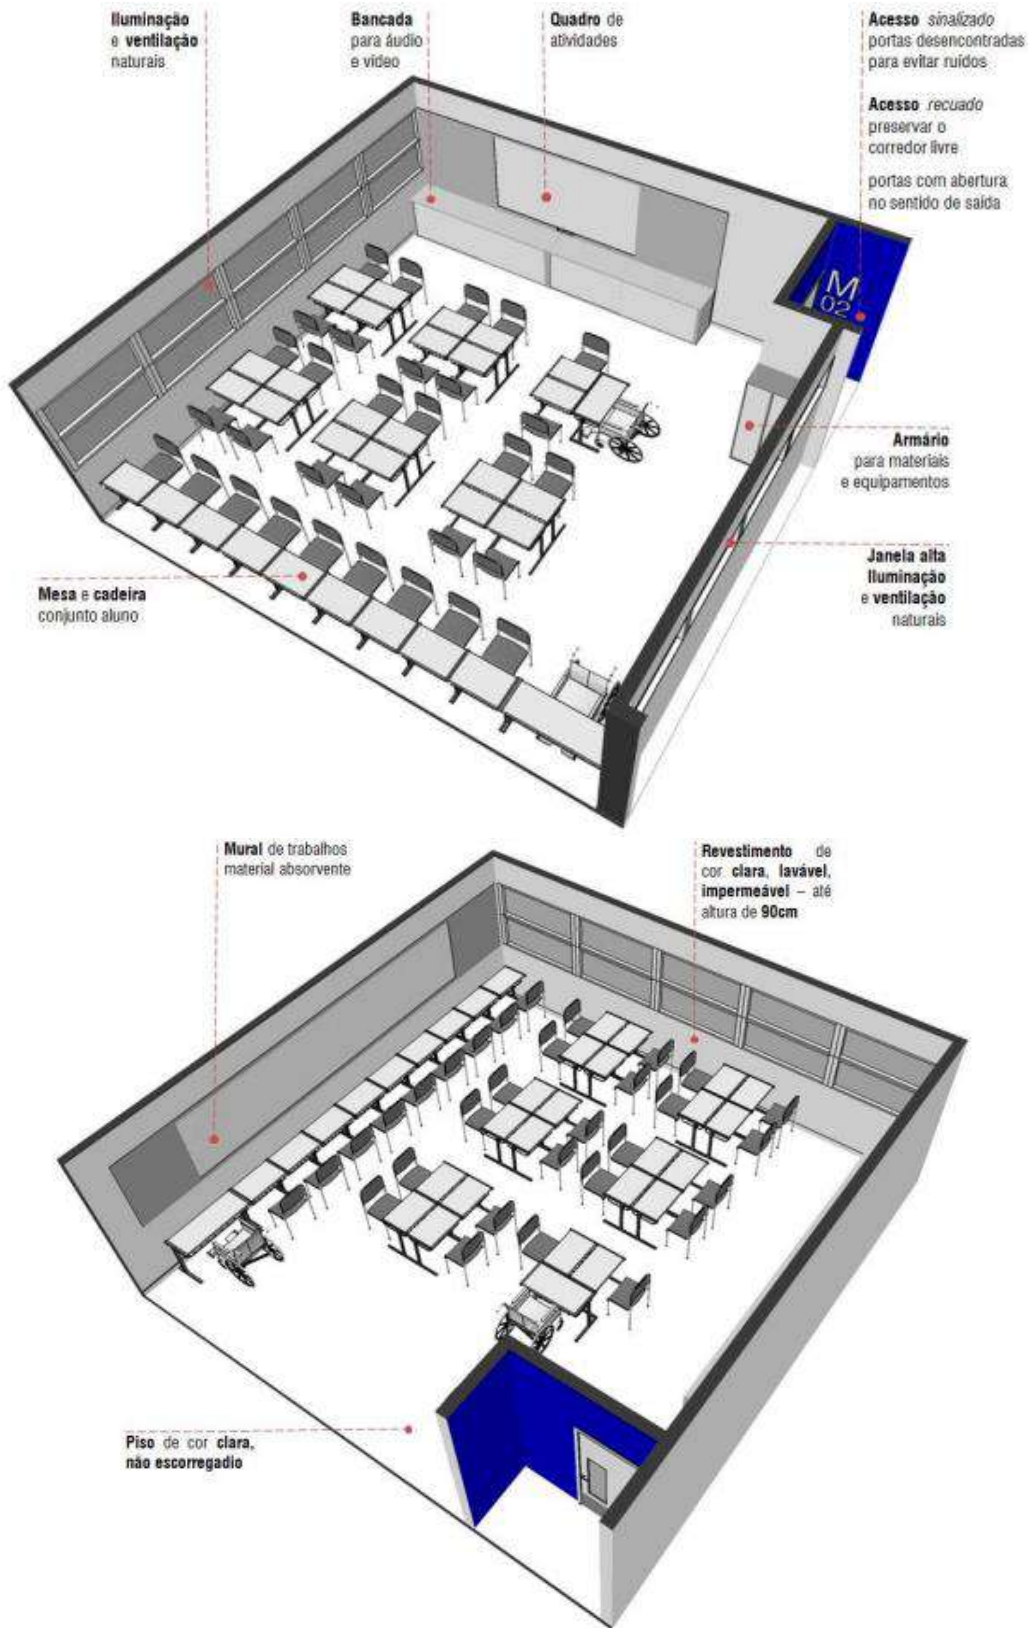 Iluminação
e ventilação
naturais
Bancada
para áudio
e vídeo
Quadro de
atividades
Acesso sinalizado
portas desencontradas
para evitar ruídos
Acesso recuado
preservar o
corredor livre
portas com abertura
no sentido de saída
M
02
Armário
para materiais
e equipamentos
Janela alta
Iluminação
e ventilação
naturais
Mesa e cadeira
conjunto aluno
Mural de trabalhos
material absorvente
Revestimento de
cor clara, lavável,
impermeável – até
altura de 90cm
Piso de cor clara,
não escorregadio